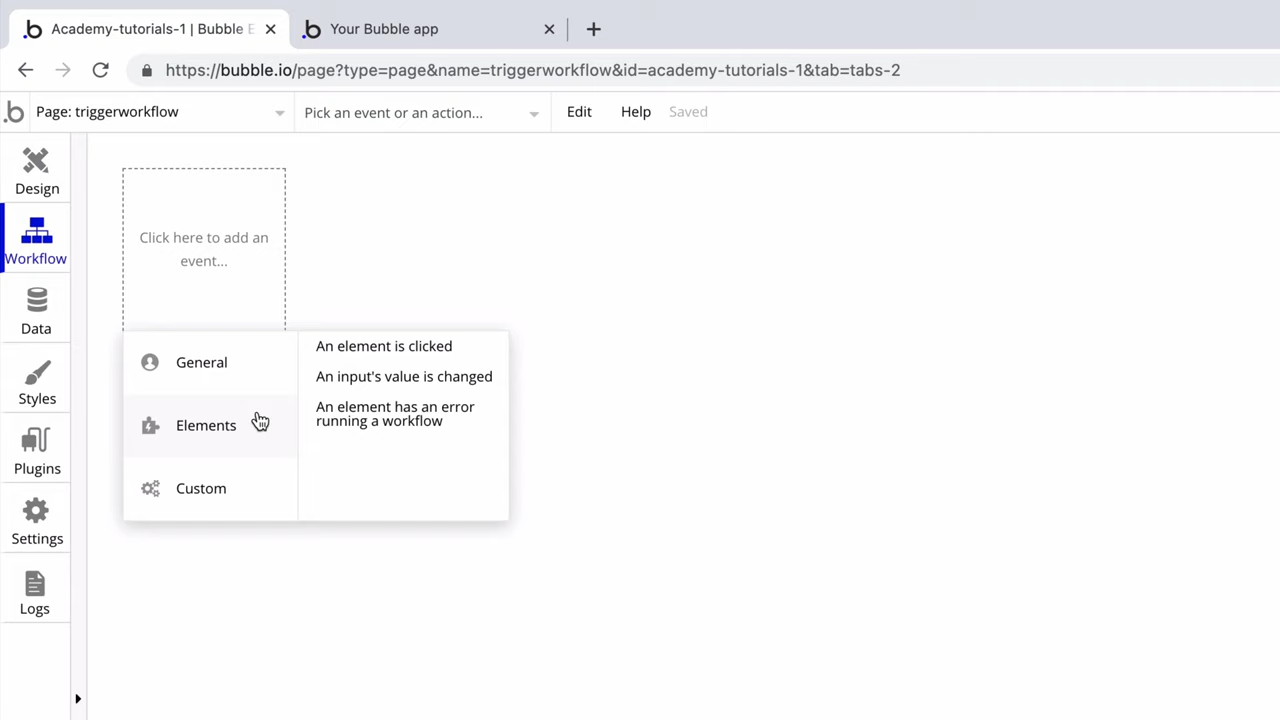 Academy-tutorials-1 | Bubble E
Your Bubble app
https://bubble.io/page?type=page&name=triggerworkflow&id=academy-tutorials-1&tab=tabs-2
Page: triggerworkflow
Pick an event or an action...
Edit
Help
Saved
Design
Workflow
Data
Styles
Plugins
Settings
Logs
Click here to add an
event...
General
Elements
Custom
An element is clicked
An input's value is changed
An element has an error
running a workflow